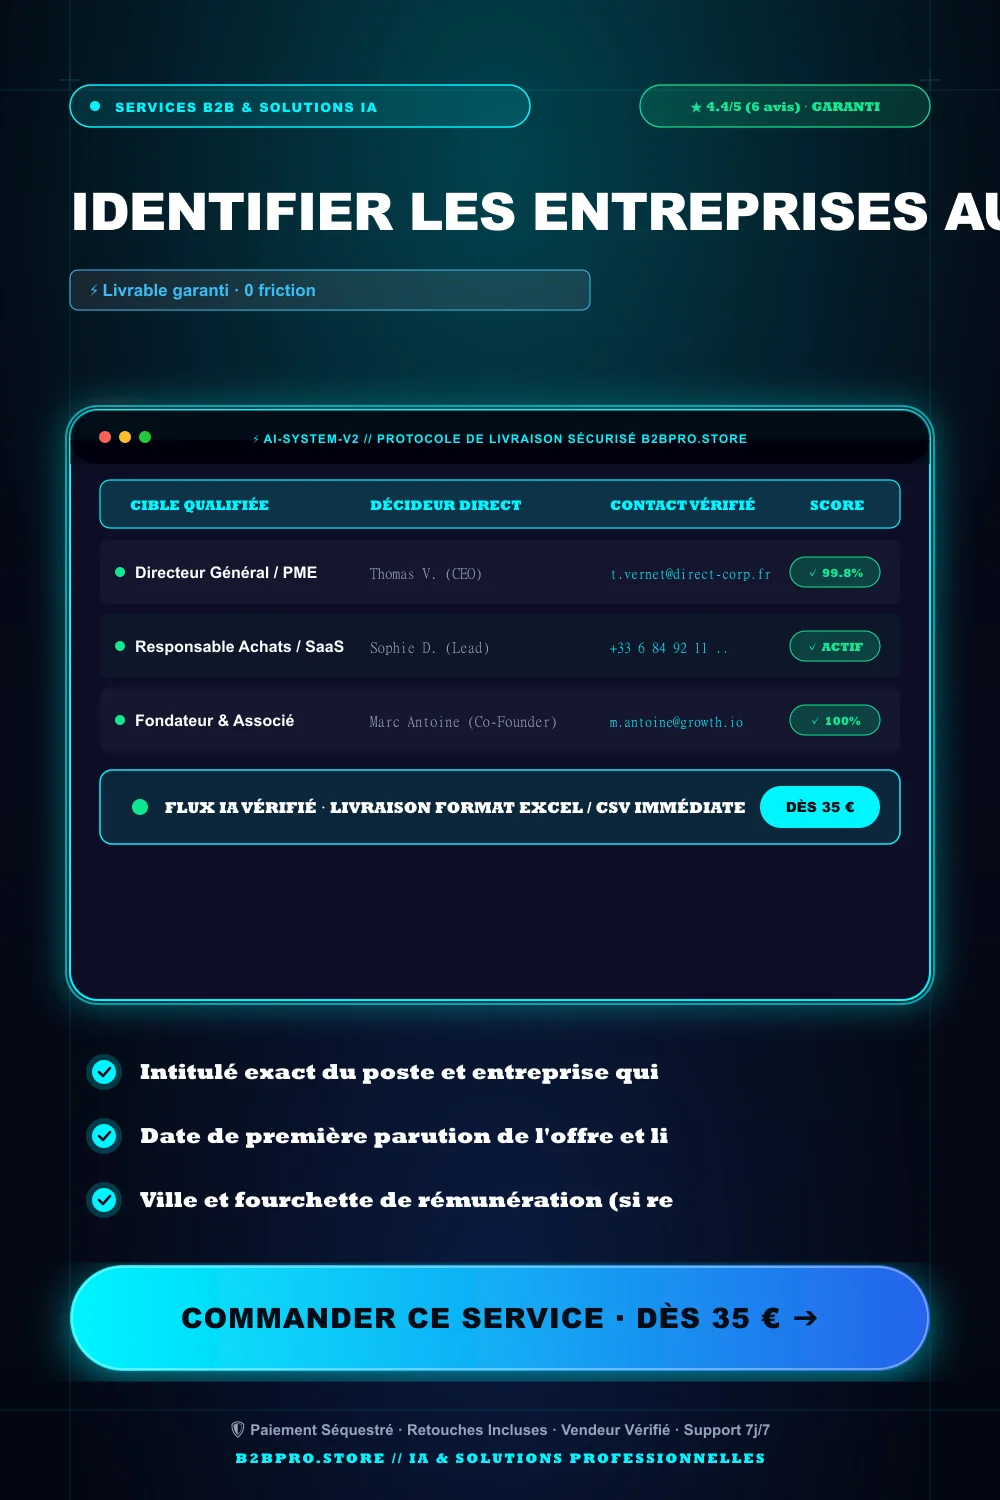 SERVICES B2B & SOLUTIONS IA
★ 4.4/5 (6 avis) · GARANTI
IDENTIFIER LES ENTREPRISES AU
⚡ Livrable garanti · 0 friction
⚡ AI-SYSTEM-V2 // PROTOCOLE DE LIVRAISON SÉCURISÉ B2BPRO.STORE
CIBLE QUALIFIÉE DÉCIDEUR DIRECT CONTACT VÉRIFIÉ SCORE
Directeur Général / PME Thomas V. (CEO) t.vernet@direct-corp.fr ✓ 99.8%
Responsable Achats / SaaS Sophie D. (Lead) +33 6 84 92 11 .. ✓ ACTIF
Fondateur & Associé Marc Antoine (Co-Founder) m.antoine@growth.io ✓ 100%
FLUX IA VÉRIFIÉ · LIVRAISON FORMAT EXCEL / CSV IMMÉDIATE DÈS 35 €
Intitulé exact du poste et entreprise qui
Date de première parution de l'offre et li
Ville et fourchette de rémunération (si re
COMMANDER CE SERVICE · DÈS 35 € →
🛡 Paiement Séquestré · Retouches Incluses · Vendeur Vérifié · Support 7j/7
B2BPRO.STORE // IA & SOLUTIONS PROFESSIONNELLES